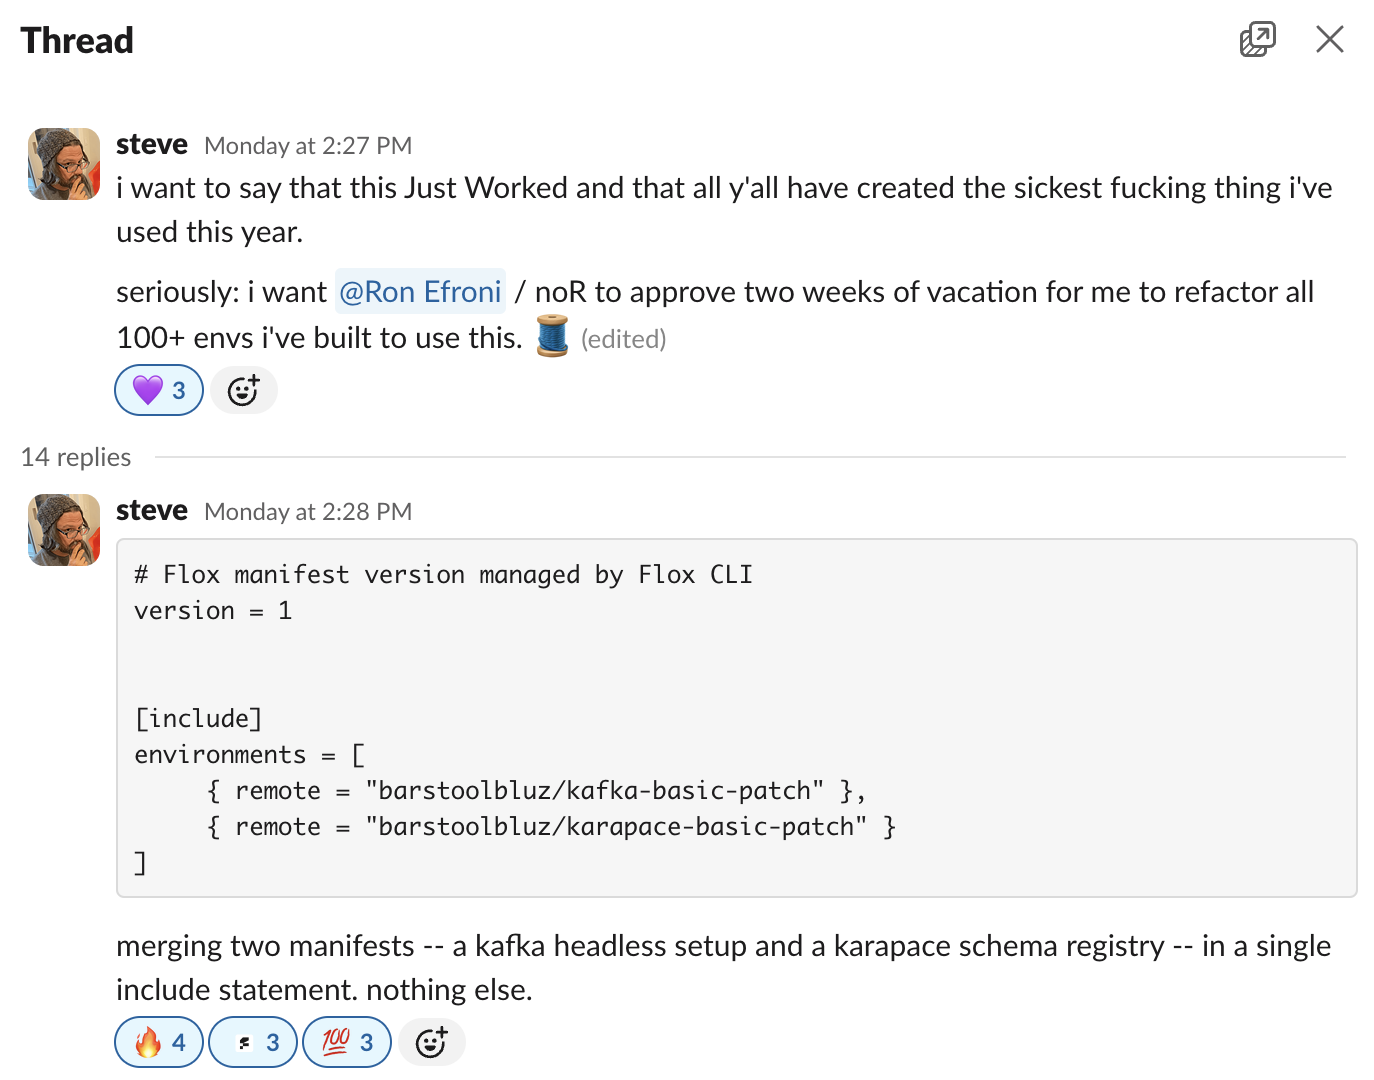 Thread
steve Monday at 2:27 PM
i want to say that this Just Worked and that all y'all have created the sickest fucking thing i've
used this year.
seriously: i want @Ron Efroni / noR to approve two weeks of vacation for me to refactor all
100+ envs i've built to use this. 🧵 (edited)
💜 3
14 replies
steve Monday at 2:28 PM
# Flox manifest version managed by Flox CLI
version = 1
[include]
environments = [
     { remote = "barstoolbluz/kafka-basic-patch" },
     { remote = "barstoolbluz/karapace-basic-patch" }
]
merging two manifests -- a kafka headless setup and a karapace schema registry -- in a single
include statement. nothing else.
🔥 4 3 💯 3